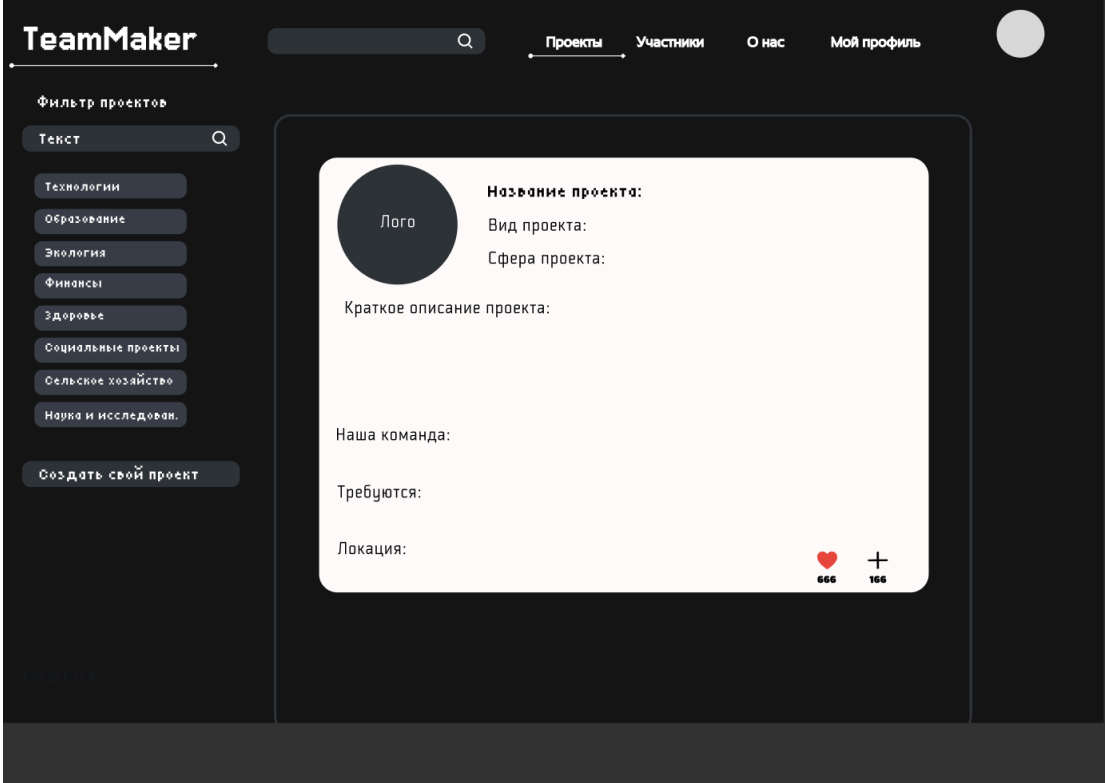 TeamMaker
Проекты Участники О нас Мой профиль
Фильтр проектов
Текст
Технологии
Образование
Экология
Финансы
Здоровье
Социальные проекты
Сельское хозяйство
Наука и исследован.
Создать свой проект
Лого
Название проекта:
Вид проекта:
Сфера проекта:
Краткое описание проекта:
Наша команда:
Требуются:
Локация:
666 166